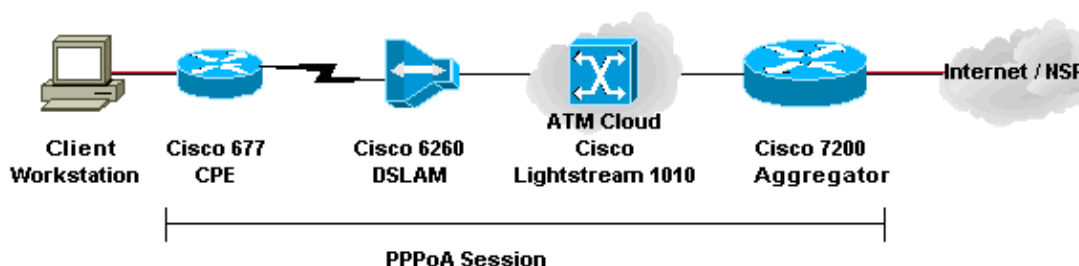 Internet / NSP
ATM Cloud
Client
Workstation
Cisco 677
CPE
Cisco 6260
DSLAM
Cisco
Lightstream 1010
Cisco 7200
Aggregator
PPPoA Session